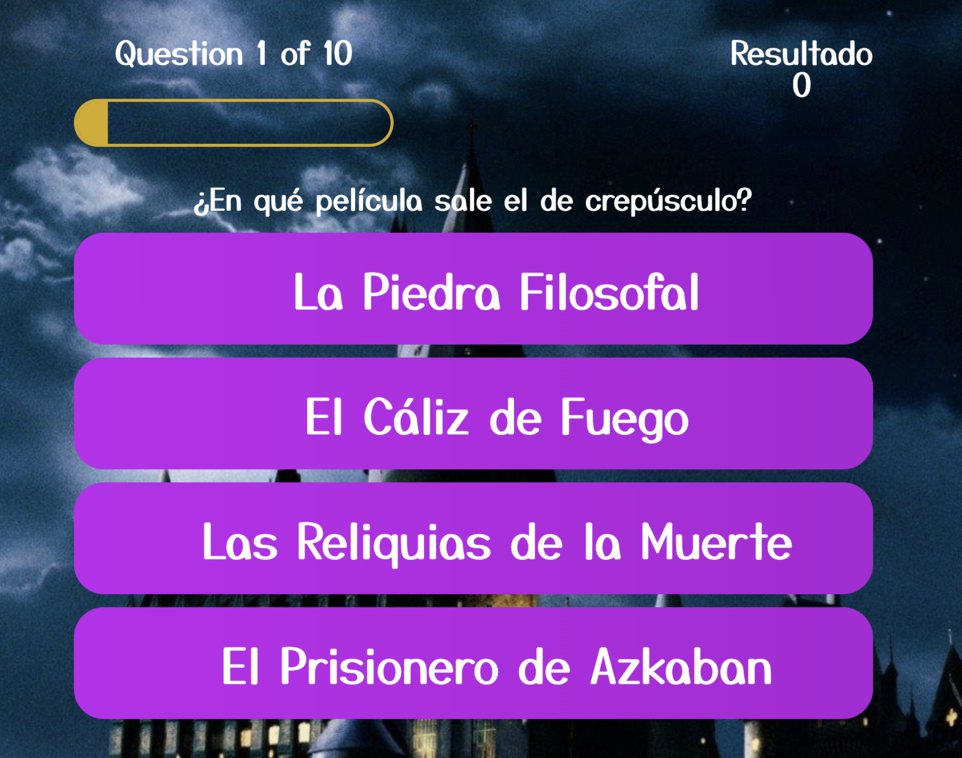 Question 1 of 10
Resultado
0
¿En qué película sale el de crepúsculo?
La Piedra Filosofal
El Cáliz de Fuego
Las Reliquias de la Muerte
El Prisionero de Azkaban